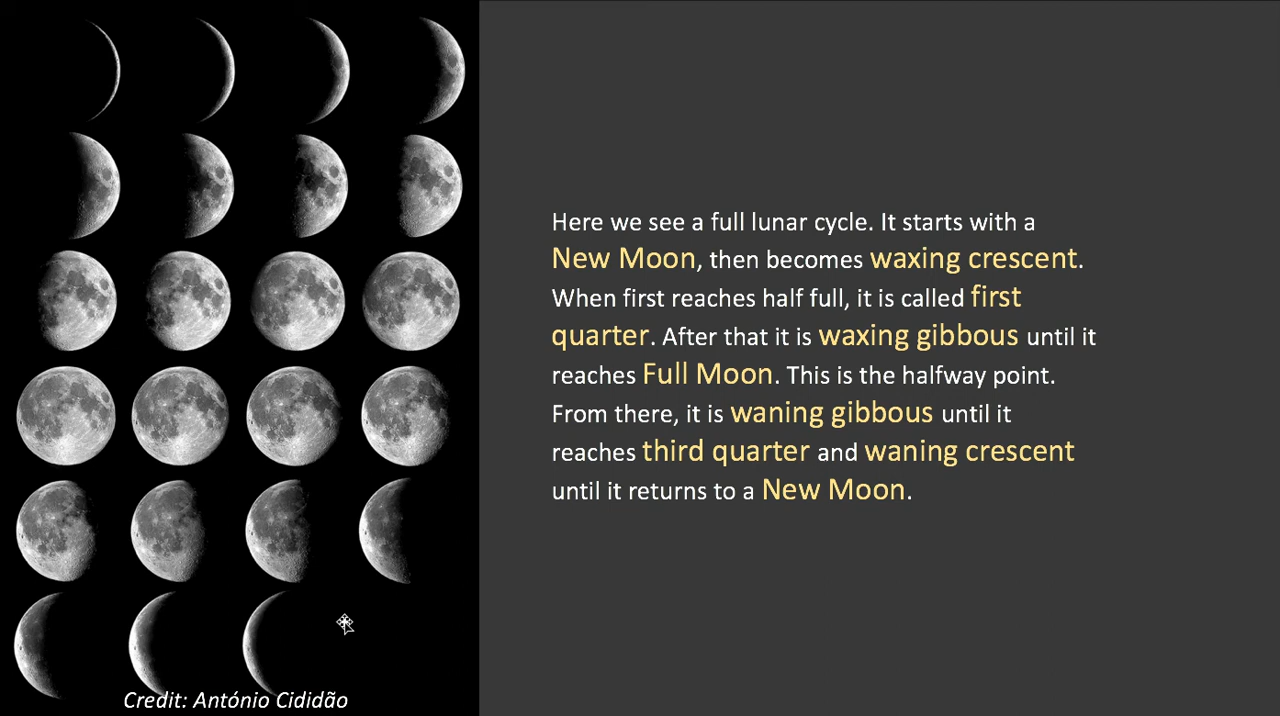 Here we see a full lunar cycle. It starts with a
New Moon, then becomes waxing crescent.
When first reaches half full, it is called first
quarter. After that it is waxing gibbous until it
reaches Full Moon. This is the halfway point.
From there, it is waning gibbous until it
reaches third quarter and waning crescent
until it returns to a New Moon.
Credit: António Cididão